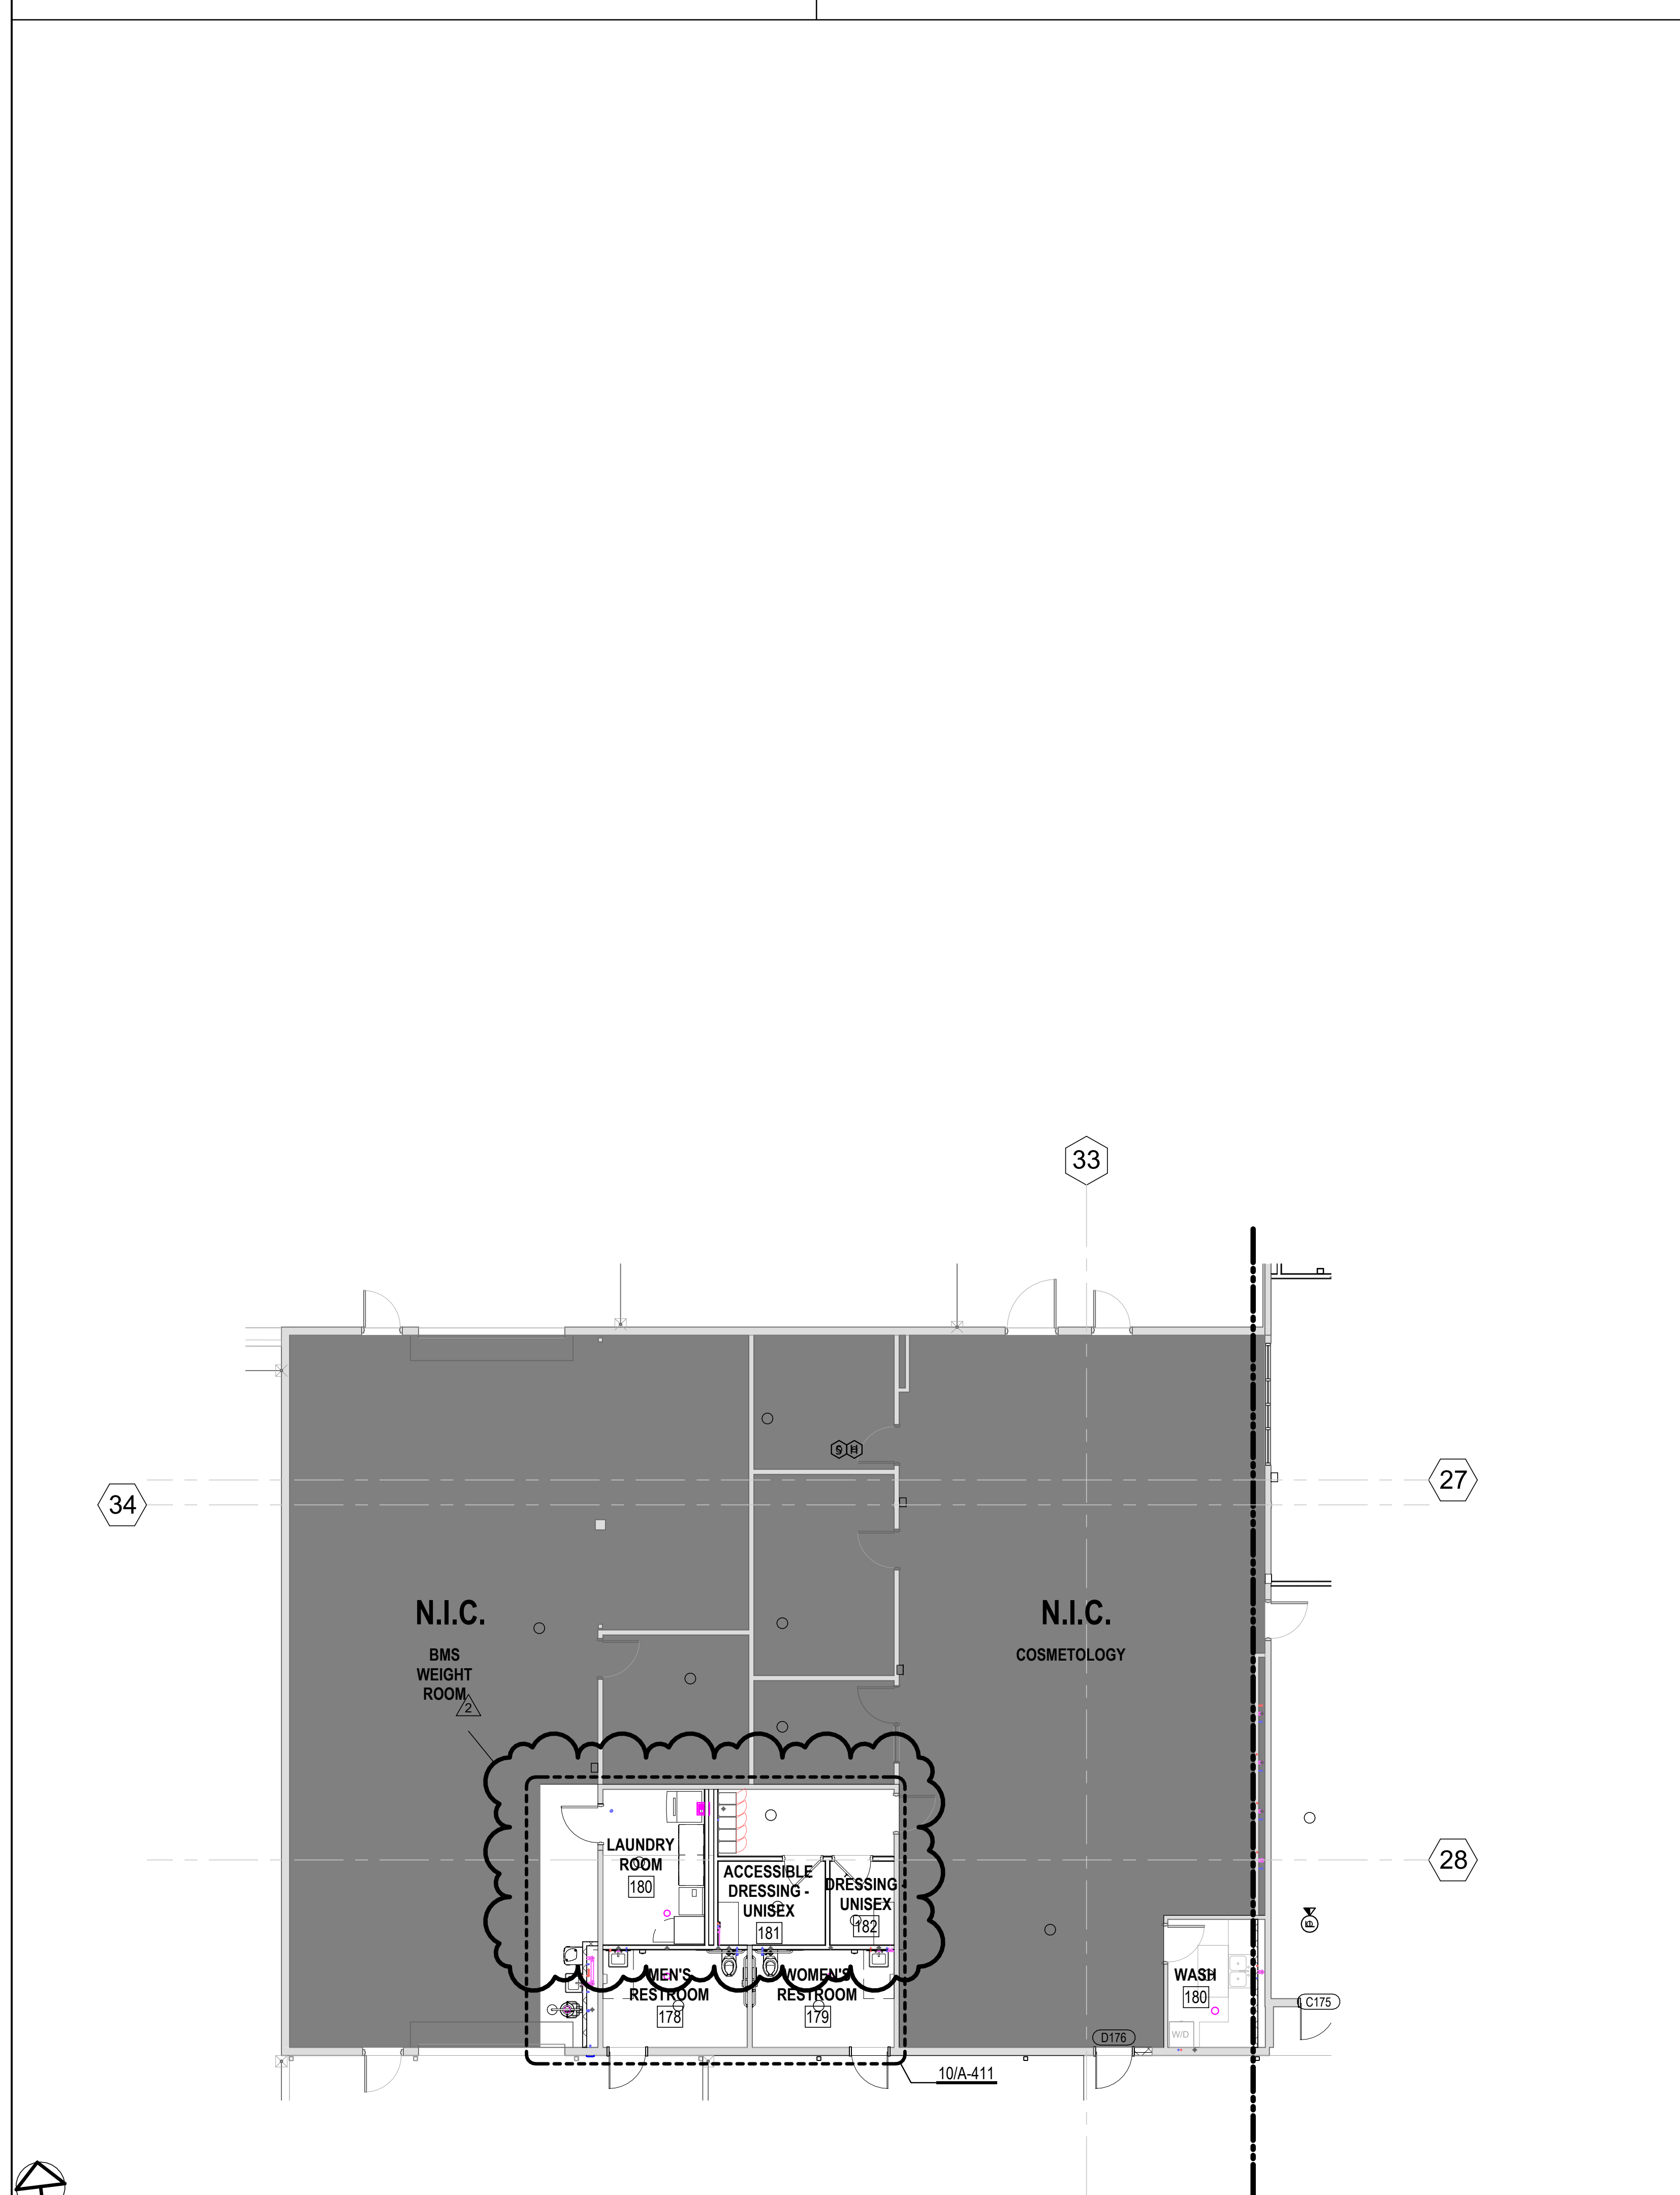 33
27
34
N.I.C.
BMS
WEIGHT
ROOM
2
N.I.C.
COSMETOLOGY
28
LAUNDRY
ROOM
180
ACCESSIBLE
DRESSING -
UNISEX
181
DRESSING -
UNISEX
182
MEN'S
RESTROOM
178
WOMEN'S
RESTROOM
179
WASH
180
W/D
C175
D176
10/A-411